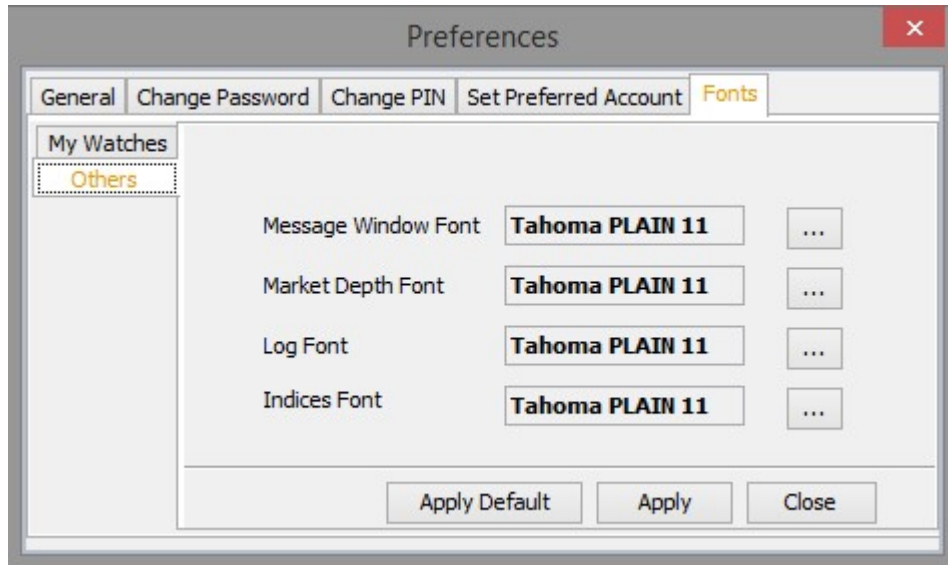 Preferences
General Change Password Change PIN Set Preferred Account Fonts
My Watches
Others
Message Window Font Tahoma PLAIN 11 ...
Market Depth Font Tahoma PLAIN 11 ...
Log Font Tahoma PLAIN 11 ...
Indices Font Tahoma PLAIN 11 ...
Apply Default Apply Close